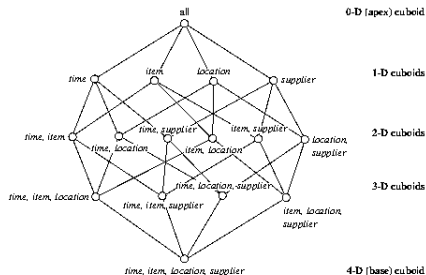 all
0-D (apex) cuboid
time
item
location
supplier
1-D cuboids
time, item
time, location
time, supplier
item, location
item, supplier
location,
supplier
2-D cuboids
3-D cuboids
time, item, location
time, item, supplier
time, location, supplier
item, location,
supplier
time, item, location, supplier
4-D (base) cuboid